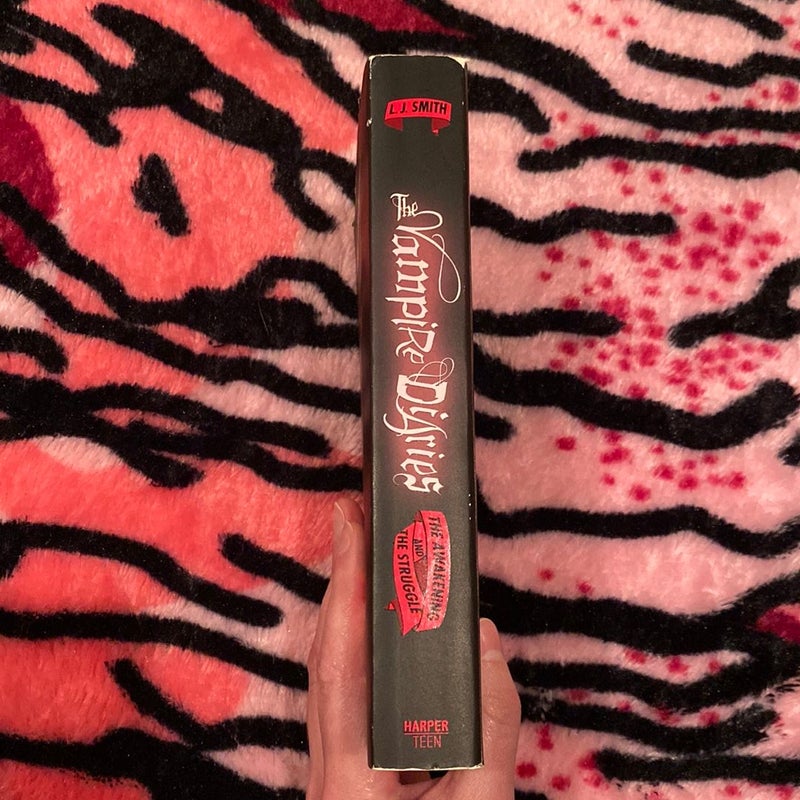 L. J. SMITH
The Vampire Diaries
THE AWAKENING
AND
THE STRUGGLE
HARPER
TEEN